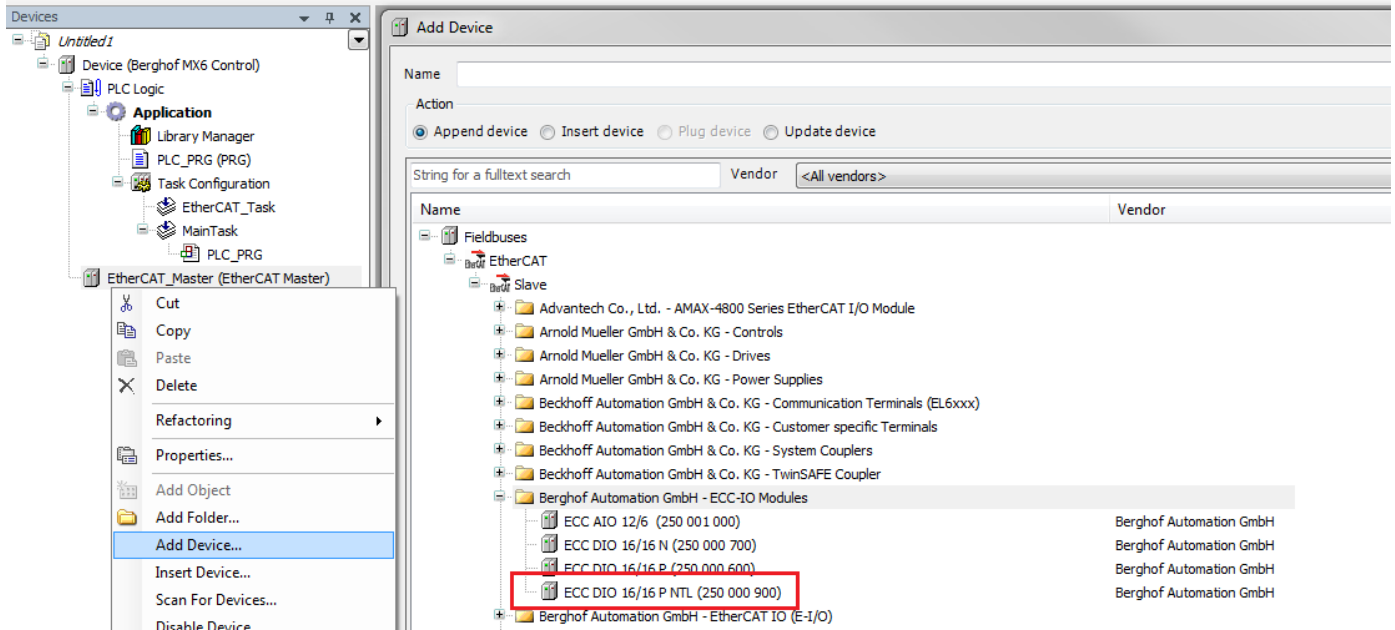 Devices
Untitled1
Device (Berghof MX6 Control)
PLC Logic
Application
Library Manager
PLC_PRG (PRG)
Task Configuration
EtherCAT_Task
MainTask
PLC_PRG
EtherCAT_Master (EtherCAT Master)
Cut
Copy
Paste
Delete
Refactoring
Properties...
Add Object
Add Folder...
Add Device...
Insert Device...
Scan For Devices...
Disable Device
Add Device
Name
Action
Append device Insert device Plug device Update device
String for a fulltext search Vendor <All vendors>
Name Vendor
Fieldbuses
EtherCAT
Slave
Advantech Co., Ltd. - AMAX-4800 Series EtherCAT I/O Module
Arnold Mueller GmbH & Co. KG - Controls
Arnold Mueller GmbH & Co. KG - Drives
Arnold Mueller GmbH & Co. KG - Power Supplies
Beckhoff Automation GmbH & Co. KG - Communication Terminals (EL6xxx)
Beckhoff Automation GmbH & Co. KG - Customer specific Terminals
Beckhoff Automation GmbH & Co. KG - System Couplers
Beckhoff Automation GmbH & Co. KG - TwinSAFE Coupler
Berghof Automation GmbH - ECC-IO Modules
ECC AIO 12/6 (250 001 000) Berghof Automation GmbH
ECC DIO 16/16 N (250 000 700) Berghof Automation GmbH
ECC DIO 16/16 P (250 000 600) Berghof Automation GmbH
ECC DIO 16/16 P NTL (250 000 900) Berghof Automation GmbH
Berghof Automation GmbH - EtherCAT IO (E-I/O)